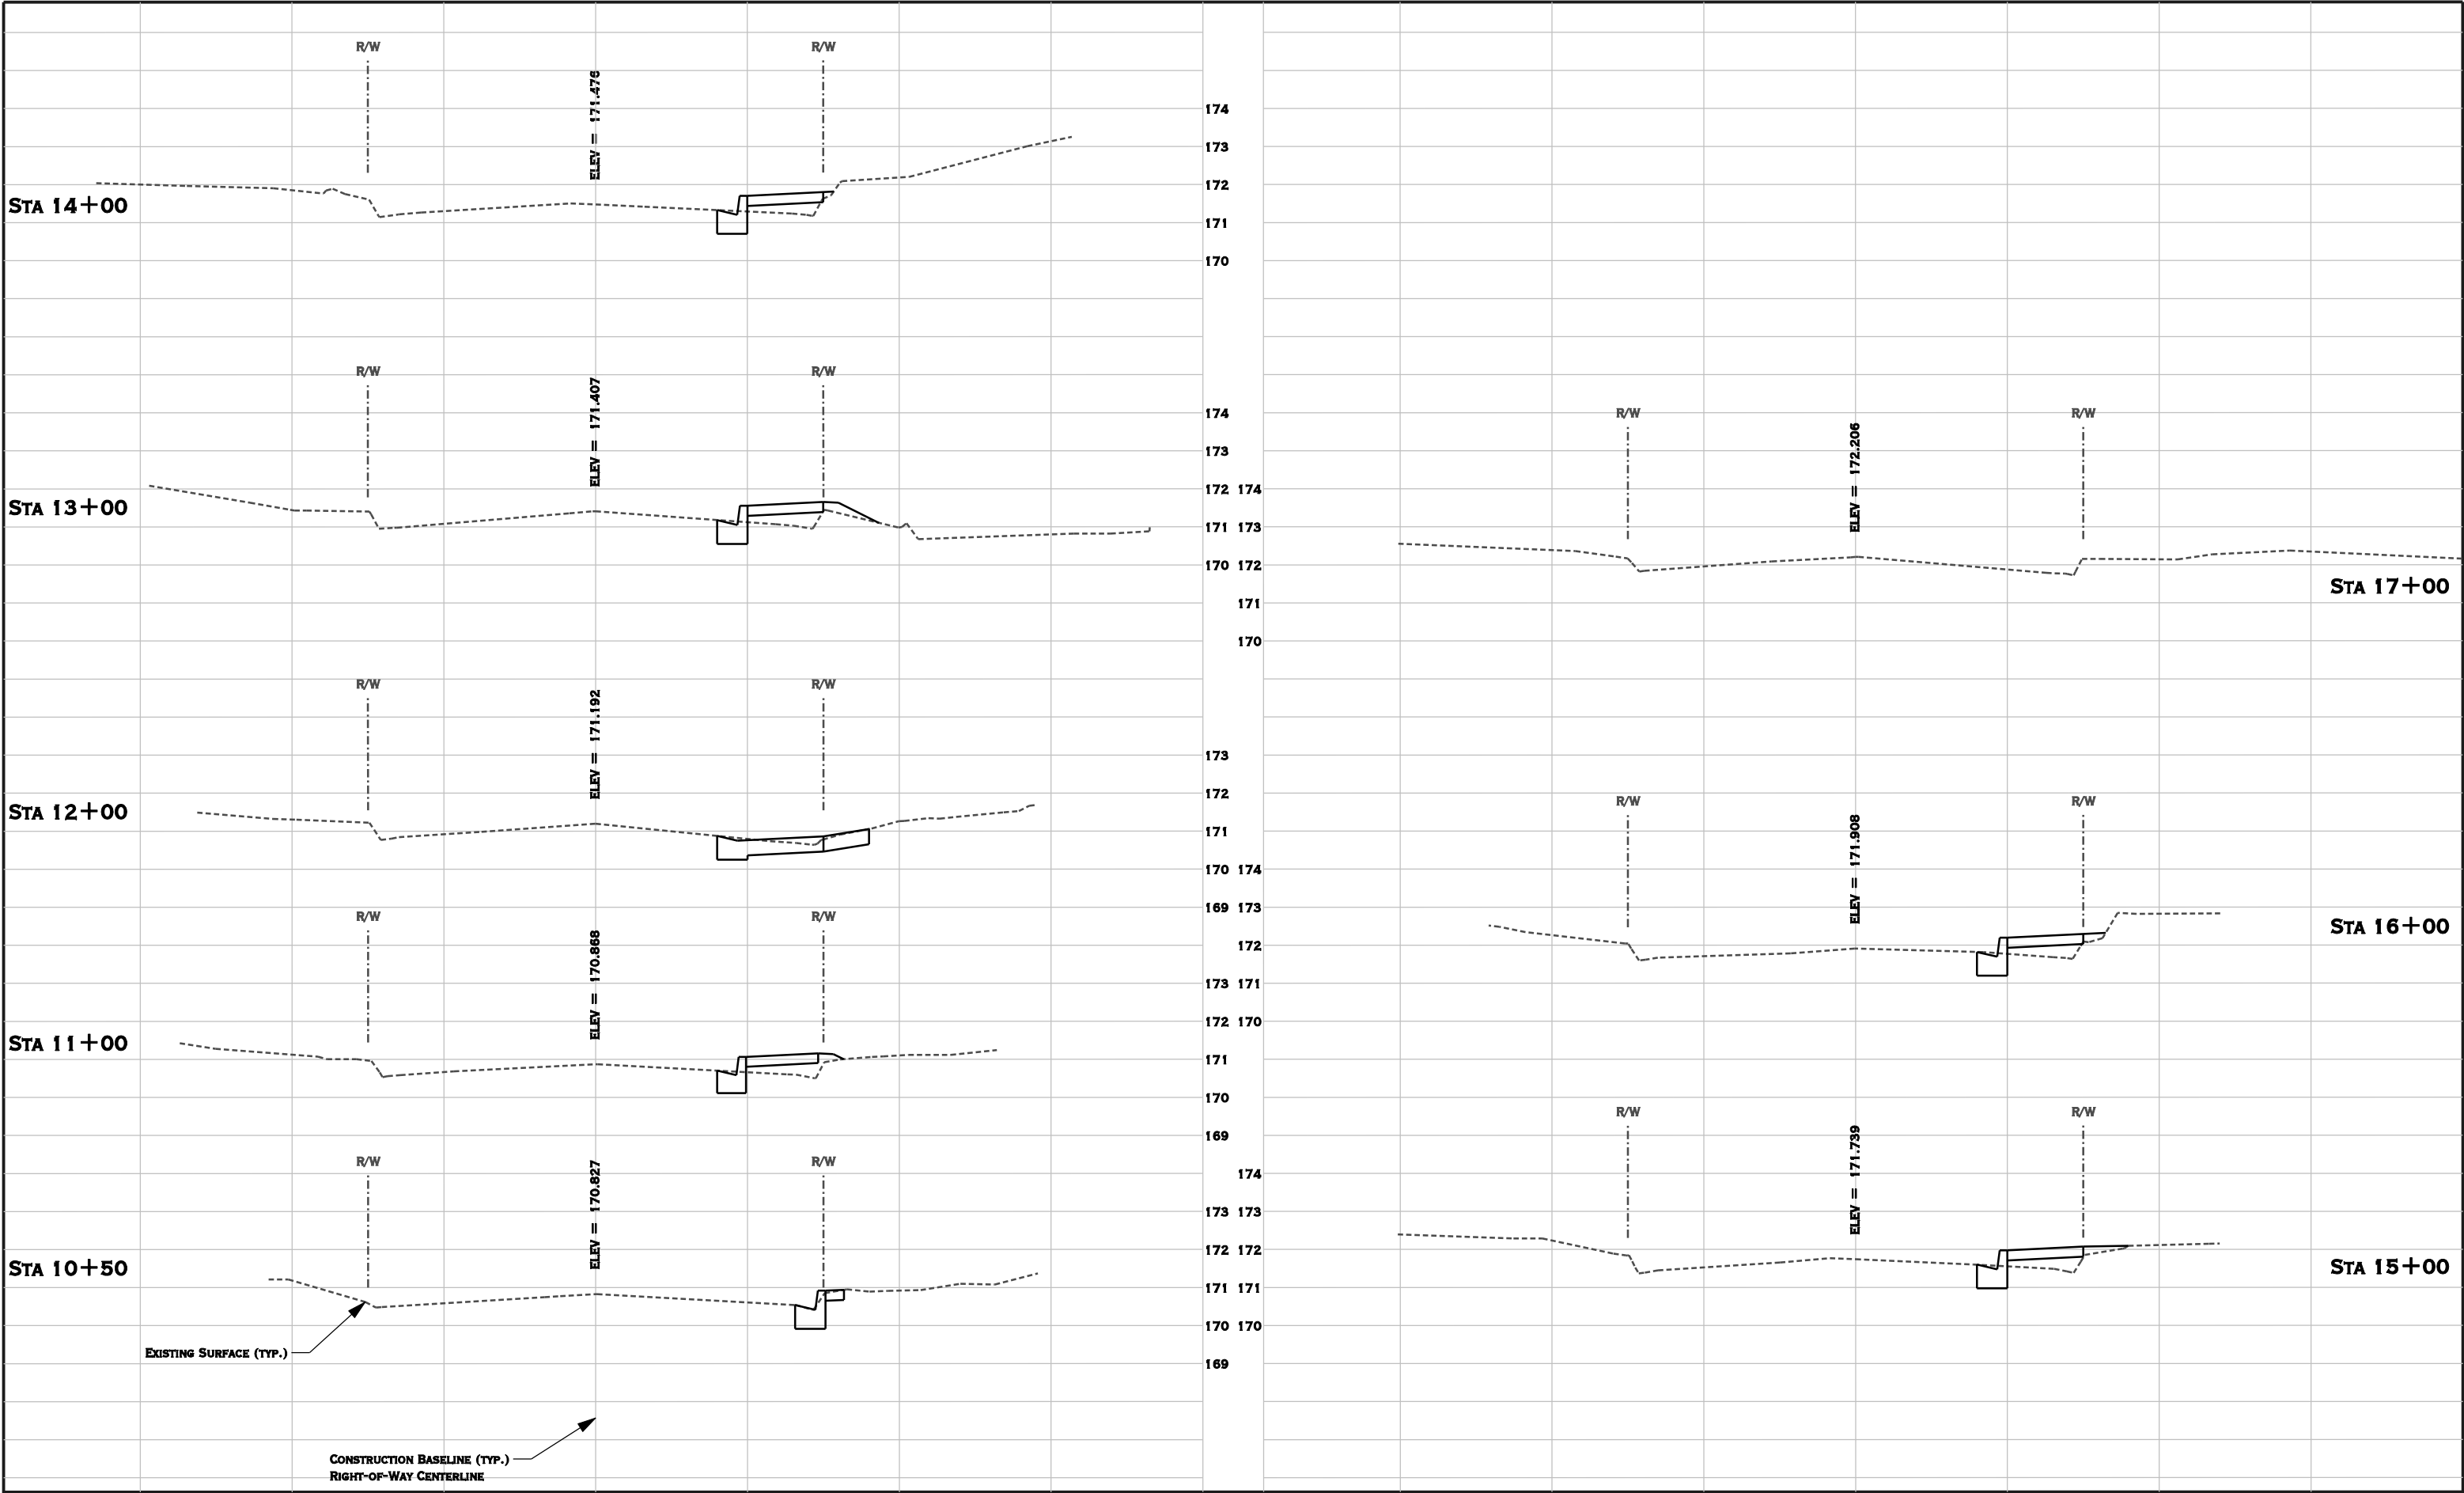 R/W R/W
ELEV = 171.476
174
173
172
STA 14+00
171
170
R/W R/W
ELEV = 171.407
174
173
172
STA 13+00
171
170
R/W R/W
ELEV = 171.192
173
172
STA 12+00
171
170
169
R/W R/W
ELEV = 170.868
173
172
STA 11+00
171
170
169
R/W R/W
ELEV = 170.827
173
172
STA 10+50
171
170
169
EXISTING SURFACE (TYP.)
CONSTRUCTION BASELINE (TYP.)
RIGHT-OF-WAY CENTERLINE
R/W R/W
ELEV = 172.206
174
173
172
STA 17+00
171
170
R/W R/W
ELEV = 171.908
174
173
STA 16+00
172
171
170
R/W R/W
ELEV = 171.739
174
173
172
STA 15+00
171
170